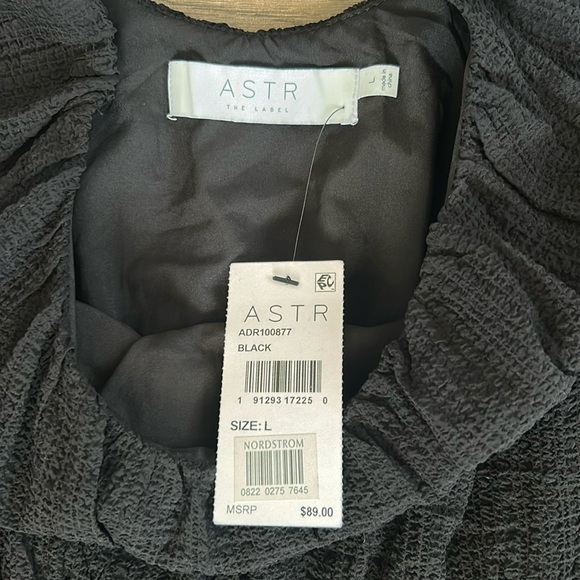 ASTR
THE LABEL
L
made in
china
ASTR
ADR100877
BLACK
1 91293 17225 0
SIZE: L
NORDSTROM
0822 0275 7645
MSRP $89.00